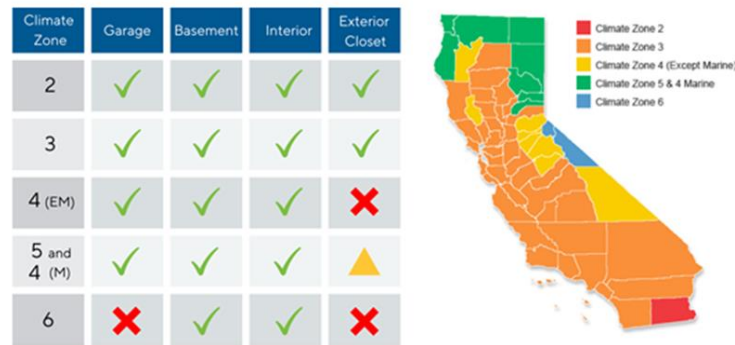 Climate Zone Garage Basement Interior Exterior Closet
2
3
4 (EM)
5 and
4 (M)
6
Climate Zone 2
Climate Zone 3
Climate Zone 4 (Except Marine)
Climate Zone 5 & 4 Marine
Climate Zone 6